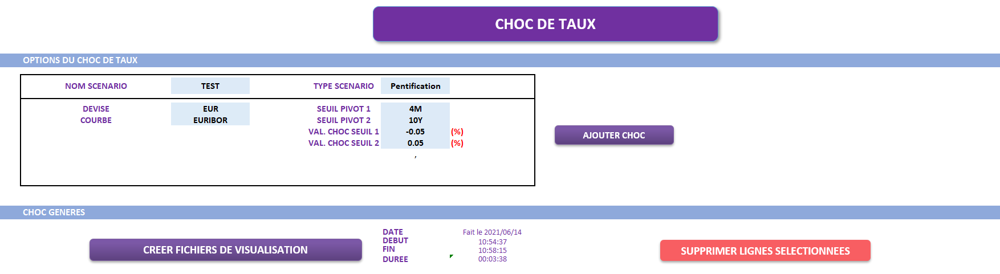 CHOC DE TAUX
OPTIONS DU CHOC DE TAUX
NOM SCENARIO TEST TYPE SCENARIO Pentification
DEVISE EUR SEUIL PIVOT 1 4M
COURBE EURIBOR SEUIL PIVOT 2 10Y
VAL. CHOC SEUIL 1 -0.05 (%)
AJOUTER CHOC
VAL. CHOC SEUIL 2 0.05 (%)
,
CHOC GENERES
DATE Fait le 2021/06/14
DEBUT 10:54:37
FIN 10:58:15
CREER FICHIERS DE VISUALISATION
SUPPRIMER LIGNES SELECTIONNEES
DUREE 00:03:38